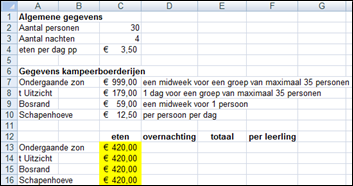 A B C D E F G H
1 Algemene gegevens
2 Aantal personen 30
3 Aantal nachten 4
4 eten per dag pp € 3,50
5
6 Gegevens kampeerboerderijen
7 Ondergaande zon € 999,00 een midweek voor een groep van maximaal 35 personen
8 t Uitzicht € 179,00 1 dag voor een groep van maximaal 35 personen
9 Bosrand € 59,00 een midweek voor 1 persoon
10 Schapenhoeve € 12,50 per persoon per dag
11
12 eten overnachting totaal per leerling
13 Ondergaande zon € 420,00
14 t Uitzicht € 420,00
15 Bosrand € 420,00
16 Schapenhoeve € 420,00